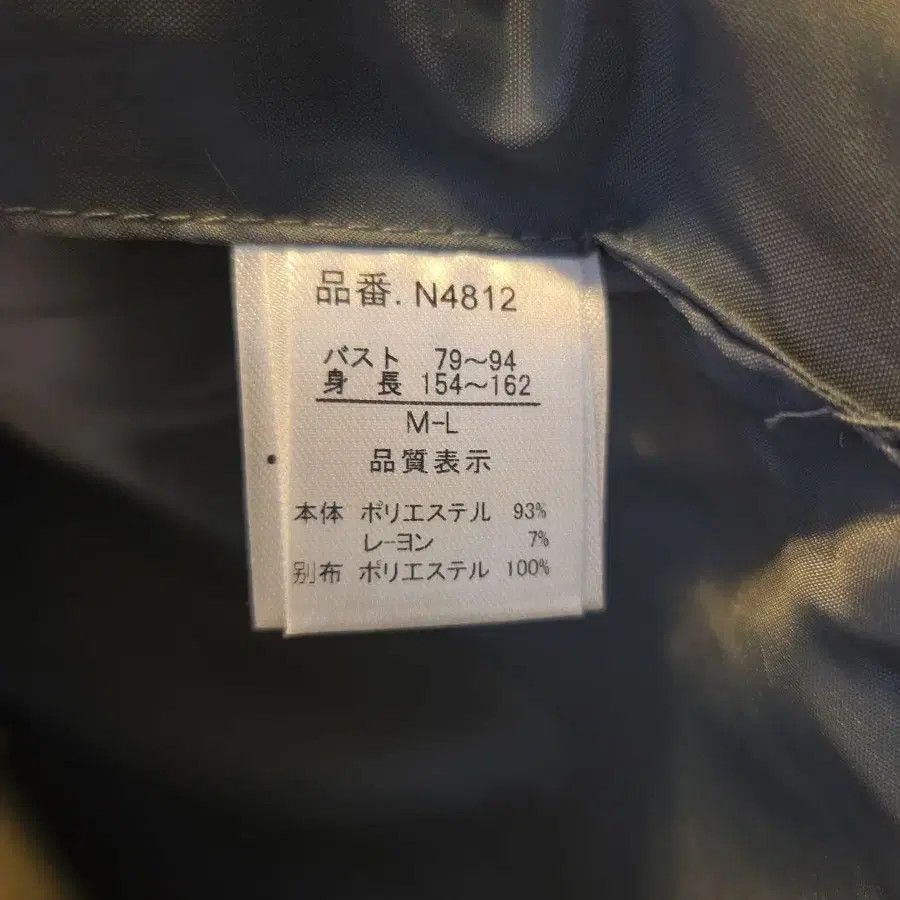 品番. N4812
バスト 79～94
身 長 154～162
M-L
品質表示
本体 ポリエステル 93%
レーヨン 7%
別布 ポリエステル 100%